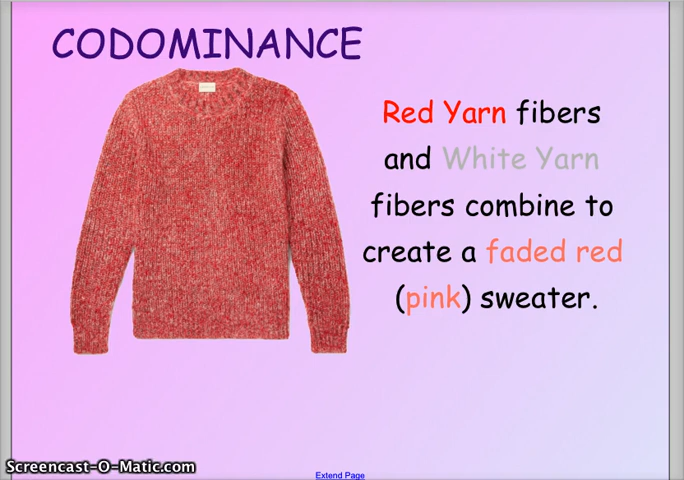 CODOMINANCE
Red Yarn fibers
and White Yarn
fibers combine to
create a faded red
(pink) sweater.
Screencast-O-Matic.com
Extend Page